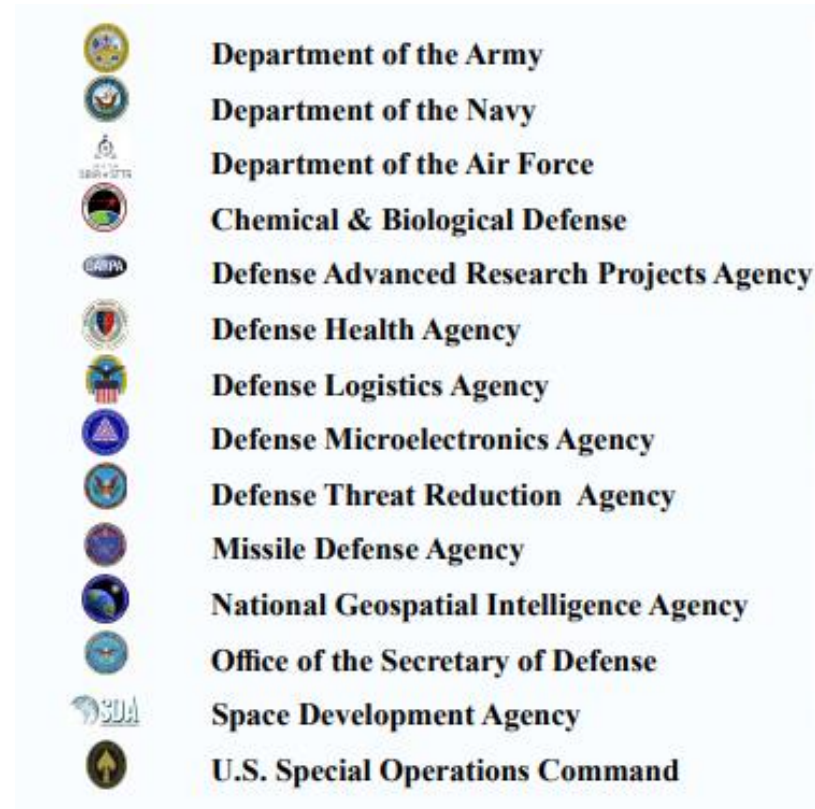 Department of the Army
Department of the Navy
Department of the Air Force
Chemical & Biological Defense
DARPA
Defense Advanced Research Projects Agency
Defense Health Agency
Defense Logistics Agency
Defense Microelectronics Agency
Defense Threat Reduction Agency
Missile Defense Agency
National Geospatial Intelligence Agency
Office of the Secretary of Defense
SDA
Space Development Agency
U.S. Special Operations Command